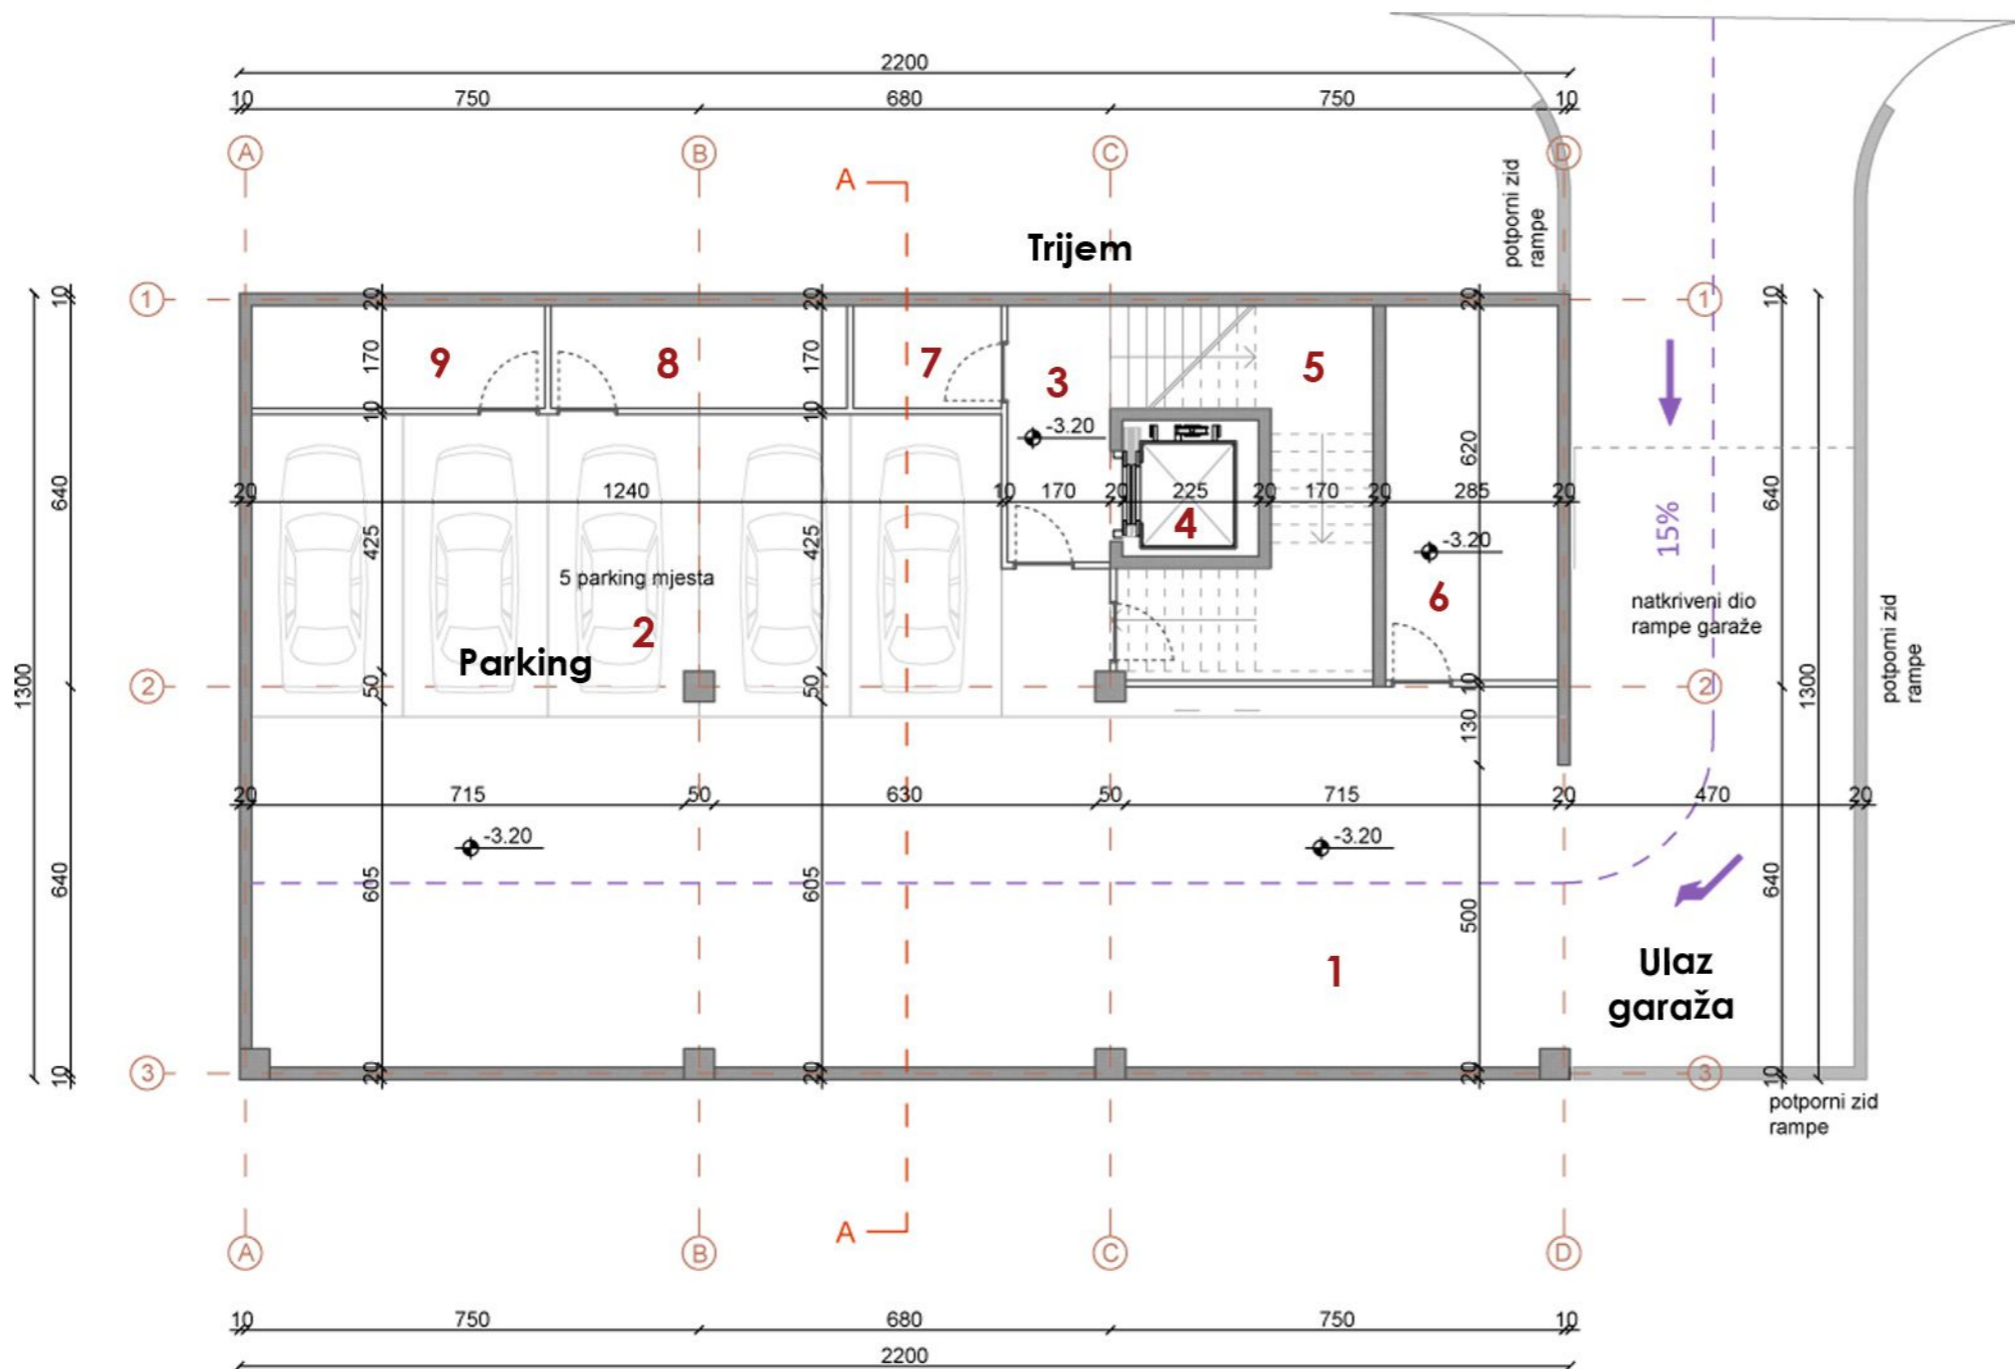 2200
10 750 680 750 10
A B C D
A
potporni zid
rampe
Trijem
1 1
10 20 20 20 10
9 170 8 170 7 3 5
10 10
-3.20
620
640 640
20 1240 10 170 20 225 20 170 20 285 20
4
15%
425 425
-3.20
5 parking mjesta
6
natkriveni dio
rampe garaže
2
Parking
potporni zid
rampe
1300 1300
2 50 50 10 2
130
20 715 50 630 50 715 20 470 20
-3.20 -3.20
640 605 605 500 640
1
Ulaz
garaža
3 3
10 20 20 20 10
potporni zid
rampe
A
A B C D
10 750 680 750 10
2200